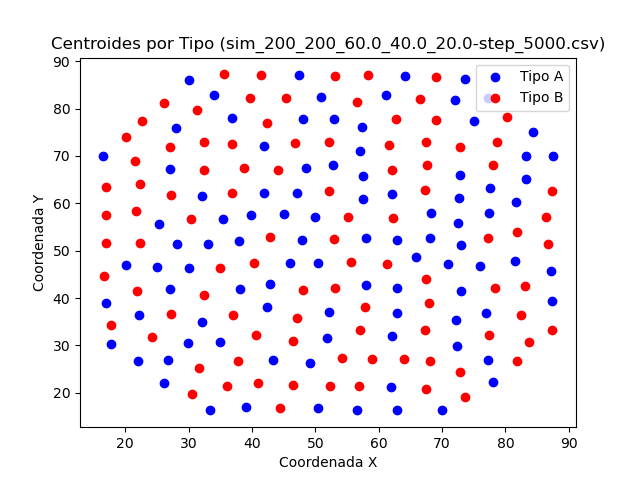 Centroides por Tipo (sim_200_200_60.0_40.0_20.0-step_5000.csv)
Tipo A
Tipo B
90
80
70
60
50
40
30
20
Coordenada Y
20 30 40 50 60 70 80 90
Coordenada X